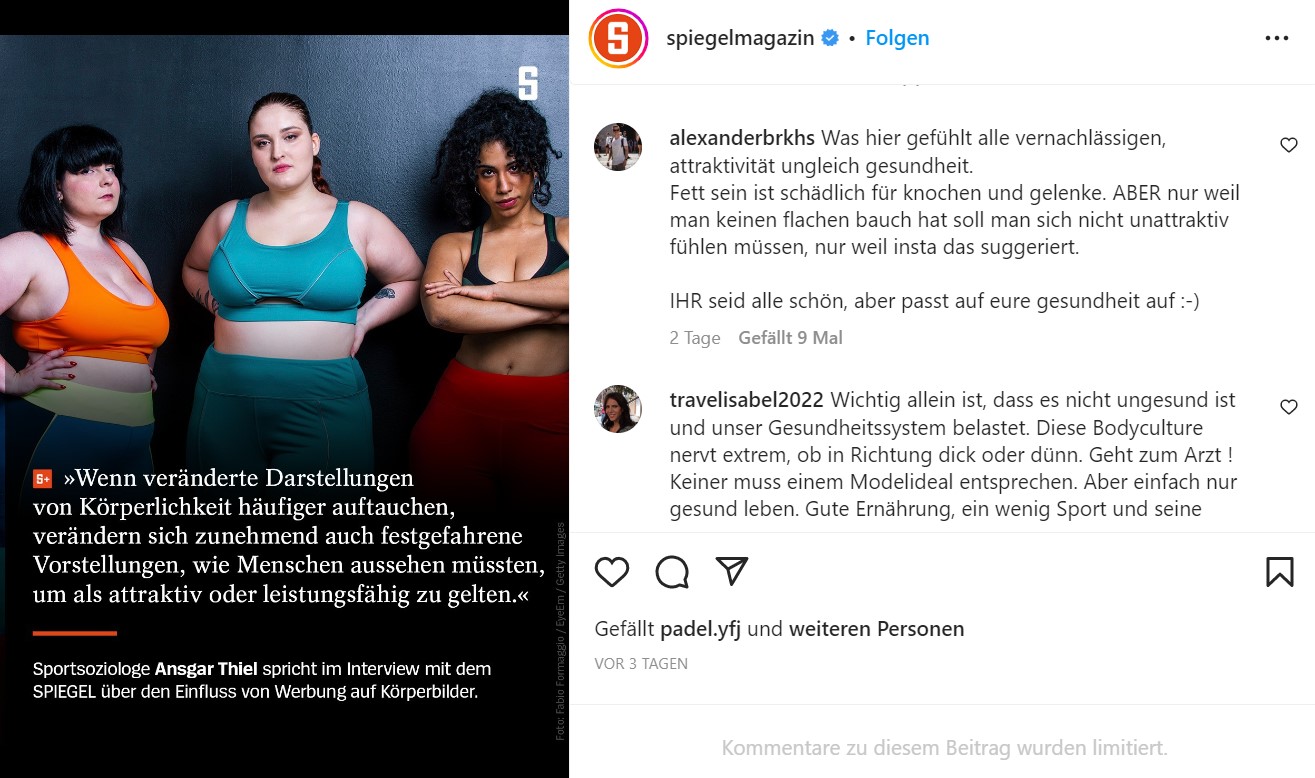 S
S+ »Wenn veränderte Darstellungen
von Körperlichkeit häufiger auftauchen,
verändern sich zunehmend auch festgefahrene
Vorstellungen, wie Menschen aussehen müssten,
um als attraktiv oder leistungsfähig zu gelten.«
Sportsoziologe Ansgar Thiel spricht im Interview mit dem
SPIEGEL über den Einfluss von Werbung auf Körperbilder.
Foto: Fabio Formaggio / EyeEm / Getty Images
S
spiegelmagazin • Folgen
alexanderbrkhs Was hier gefühlt alle vernachlässigen,
attraktivität ungleich gesundheit.
Fett sein ist schädlich für knochen und gelenke. ABER nur weil
man keinen flachen bauch hat soll man sich nicht unattraktiv
fühlen müssen, nur weil insta das suggeriert.
IHR seid alle schön, aber passt auf eure gesundheit auf :-)
2 Tage Gefällt 9 Mal
travelisabel2022 Wichtig allein ist, dass es nicht ungesund ist
und unser Gesundheitssystem belastet. Diese Bodyculture
nervt extrem, ob in Richtung dick oder dünn. Geht zum Arzt !
Keiner muss einem Modelideal entsprechen. Aber einfach nur
gesund leben. Gute Ernährung, ein wenig Sport und seine
Gefällt padel.yfj und weiteren Personen
VOR 3 TAGEN
Kommentare zu diesem Beitrag wurden limitiert.